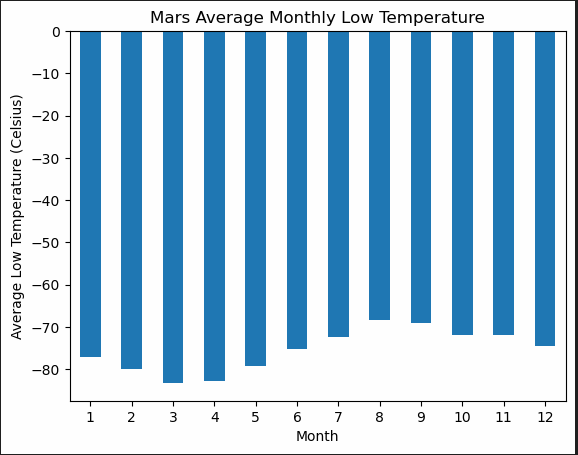 Mars Average Monthly Low Temperature
0
−10
−20
−30
−40
−50
−60
−70
−80
Average Low Temperature (Celsius)
1 2 3 4 5 6 7 8 9 10 11 12
Month